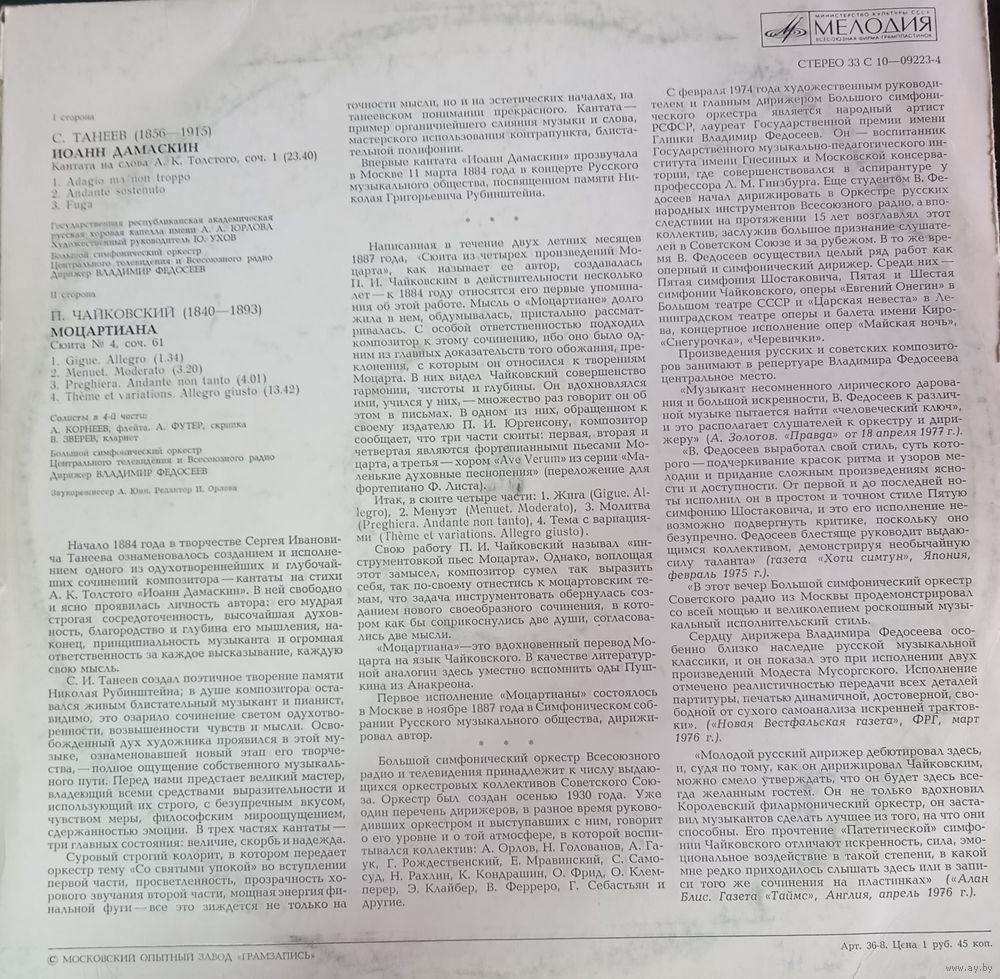 МИНИСТЕРСТВО КУЛЬТУРЫ СССР
МЕЛОДИЯ
ВСЕСОЮЗНАЯ ФИРМА ГРАМПЛАСТИНОК
СТЕРЕО 33 С 10—09223-4
I сторона
С. ТАНЕЕВ (1856—1915)
ИОАНН ДАМАСКИН
Кантата на слова А. К. Толстого, соч. 1 (23.40)
1. Adagio ma non troppo
2. Andante sostenuto
3. Fuga
Государственная республиканская академическая
русская хоровая капелла имени А. А. ЮРЛОВА
Художественный руководитель Ю. УХОВ
Большой симфонический оркестр
Центрального телевидения и Всесоюзного радио
Дирижер ВЛАДИМИР ФЕДОСЕЕВ
II сторона
П. ЧАЙКОВСКИЙ (1840—1893)
МОЦАРТИАНА
Сюита № 4, соч. 61
1. Gigue. Allegro (1.34)
2. Menuet. Moderato (3.20)
3. Preghiera. Andante non tanto (4.01)
4. Thème et variations. Allegro giusto (13.42)
Солисты в 4-й части:
А. КОРНЕЕВ, флейта, А. ФУТЕР, скрипка
В. ЗВЕРЕВ, кларнет
Большой симфонический оркестр
Центрального телевидения и Всесоюзного радио
Дирижер ВЛАДИМИР ФЕДОСЕЕВ
Звукорежиссер А. Редактор И. Орлова
Начало 1884 года в творчестве Сергея Иванови-
ча Танеева ознаменовалось созданием и исполне-
нием одного из одухотвореннейших и глубочай-
ших сочинений композитора—кантаты на стихи
А. К. Толстого «Иоанн Дамаскин». В ней свободно
и ясно проявилась личность автора: его мудрая
строгая сосредоточенность, высочайшая духов-
ность, благородство и глубина его мышления, на-
конец, принципиальность музыканта и огромная
ответственность за каждое высказывание, каждую
свою мысль.
С. И. Танеев создал поэтичное творение памяти
Николая Рубинштейна; в душе композитора оста-
вался живым блистательный музыкант и пианист,
видимо, это озарило сочинение светом одухотво-
ренности, возвышенности чувств и мысли. Осво-
божденный дух художника проявился в этой му-
зыке, ознаменовавшей новый этап его творче-
ства,—полное ощущение собственного музыкаль-
ного пути. Перед нами предстает великий мастер,
владеющий всеми средствами выразительности и
использующий их строго, с безупречным вкусом,
чувством меры, философским мироощущением,
сдержанностью эмоции. В трех частях кантаты—
три главных состояния: величие, скорбь и надежда.
Суровый строгий колорит, в котором передает
оркестр тему «Со святыми упокой» во вступлении
первой части, просветленность, прозрачность хо-
рового звучания второй части, мощная энергия фи-
нальной фуги—все это зиждется не только на
точности мысли, но и на эстетических началах, на
танеевском понимании прекрасного. Кантата—
пример органичнейшего слияния музыки и слова,
мастерского использования контрапункта, блиста-
тельной полифонии.
Впервые кантата «Иоанн Дамаскин» прозвучала
в Москве 11 марта 1884 года в концерте Русского
музыкального общества, посвященном памяти Ни-
колая Григорьевича Рубинштейна.
* * *
Написанная в течение двух летних месяцев
1887 года, «Сюита из четырех произведений Мо-
царта», как называет ее автор, создавалась
П. И. Чайковским в действительности несколько
лет—к 1884 году относятся его первые упомина-
ния об этой работе. Мысль о «Моцартиане» долго
жила в нем, обдумывалась, пристально рассмат-
ривалась. С особой ответственностью подходил
композитор к этому сочинению, ибо оно было од-
ним из главных доказательств того обожания, пре-
клонения, с которым он относился к творениям
Моцарта. В них видел Чайковский совершенство
гармонии, чистоты и глубины. Он вдохновлялся
ими, учился у них,—множество раз говорит он об
этом в письмах. В одном из них, обращенном к
своему издателю П. И. Юргенсону, композитор
сообщает, что три части сюиты: первая, вторая и
четвертая являются фортепианными пьесами Мо-
царта, а третья—хором «Ave Verum» из серии «Ма-
ленькие духовные песнопения» (переложение для
фортепиано Ф. Листа).
Итак, в сюите четыре части: 1. Жига (Gigue. Al-
legro), 2. Менуэт (Menuet. Moderato), 3. Молитва
(Preghiera. Andante non tanto), 4. Тема с вариация-
ми (Thème et variations. Allegro giusto).
Свою работу П. И. Чайковский называл «ин-
струментовкой пьес Моцарта». Однако, воплощая
этот замысел, композитор сумел так выразить
себя, так по-своему отнестись к моцартовским те-
мам, что задача инструментовать обернулась соз-
данием нового своеобразного сочинения, в кото-
ром как бы соприкоснулись две души, согласова-
лись две мысли.
«Моцартиана»—это вдохновенный перевод Мо-
царта на язык Чайковского. В качестве литератур-
ной аналогии здесь уместно вспомнить оды Пуш-
кина из Анакреона.
Первое исполнение «Моцартианы» состоялось
в Москве в ноябре 1887 года в Симфоническом соб-
рании Русского музыкального общества, дирижи-
ровал автор.
* * *
Большой симфонический оркестр Всесоюзного
радио и телевидения принадлежит к числу выдаю-
щихся оркестровых коллективов Советского Сою-
за. Оркестр был создан осенью 1930 года. Уже
один перечень дирижеров, в разное время руково-
дивших оркестром и выступавших с ним, говорит
о его уровне и о той атмосфере, в которой воспи-
тывался коллектив: А. Орлов, Н. Голованов, А. Га-
ук, Г. Рождественский, Е. Мравинский, С. Само-
суд, Н. Рахлин, К. Кондрашин, О. Фрид, О. Клем-
перер, Э. Клайбер, В. Ферреро, Г. Себастьян и
другие.
С февраля 1974 года художественным руководи-
телем и главным дирижером Большого симфони-
ческого оркестра является народный артист
РСФСР, лауреат Государственной премии имени
Глинки Владимир Федосеев. Он — воспитанник
Государственного музыкально-педагогического ин-
ститута имени Гнесиных и Московской консерва-
тории, где совершенствовался в аспирантуре у
профессора Л. М. Гинзбурга. Еще студентом В. Фе-
досеев начал дирижировать в Оркестре русских
народных инструментов Всесоюзного радио, а впо-
следствии на протяжении 15 лет возглавлял этот
коллектив, заслужив большое признание слушате-
лей в Советском Союзе и за рубежом. В то же вре-
мя В. Федосеев осуществил целый ряд работ как
оперный и симфонический дирижер. Среди них—
Пятая симфония Шостаковича, Пятая и Шестая
симфонии Чайковского, оперы «Евгений Онегин» в
Большом театре СССР и «Царская невеста» в Ле-
нинградском театре оперы и балета имени Киро-
ва, концертное исполнение опер «Майская ночь»,
«Снегурочка», «Черевички».
Произведения русских и советских композито-
ров занимают в репертуаре Владимира Федосеева
центральное место.
«Музыкант несомненного лирического дарова-
ния и большой искренности, В. Федосеев к различ-
ной музыке пытается найти «человеческий ключ»,
и это располагает слушателей к оркестру и дири-
жеру» (А. Золотов. «Правда» от 18 апреля 1977 г.).
«В. Федосеев выработал свой стиль, суть кото-
рого—подчеркивание красок ритма и узоров ме-
лодии и придание сложным произведениям ясно-
сти и доступности. От первой и до последней но-
ты исполнил он в простом и точном стиле Пятую
симфонию Шостаковича, и это его исполнение не-
возможно подвергнуть критике, поскольку оно
безупречно. Федосеев блестяще руководит выдаю-
щимся коллективом, демонстрируя необычайную
силу таланта» (газета «Хоти симтун», Япония,
февраль 1975 г.).
«В этот вечер Большой симфонический оркестр
Советского радио из Москвы продемонстрировал
со всей мощью и великолепием роскошный музы-
кальный исполнительский стиль.
Сердцу дирижера Владимира Федосеева осо-
бенно близко наследие русской музыкальной
классики, и он показал это при исполнении двух
произведений Модеста Мусоргского. Исполнение
отмечено реалистичностью передачи всех деталей
партитуры, печатью динамичной, достоверной, сво-
бодной от сухого самоанализа искренней трактов-
ки». («Новая Вестфальская газета», ФРГ, март
1976 г.).
«Молодой русский дирижер дебютировал здесь,
и, судя по тому, как он дирижировал Чайковским,
можно смело утверждать, что он будет здесь все-
гда желанным гостем. Он не только вдохновил
Королевский филармонический оркестр, он заста-
вил музыкантов сделать лучшее из того, на что они
способны. Его прочтение «Патетической» симфо-
нии Чайковского отличают искренность, сила, эмо-
циональное воздействие в такой степени, в какой
мне редко приходилось слышать здесь или в запи-
си того же сочинения на пластинках» («Алан
Блис. Газета «Таймс», Англия, апрель 1976 г.).
© МОСКОВСКИЙ ОПЫТНЫЙ ЗАВОД «ГРАМЗАПИСЬ»
Арт. 36-8. Цена 1 руб. 45 коп.
www.ay.by